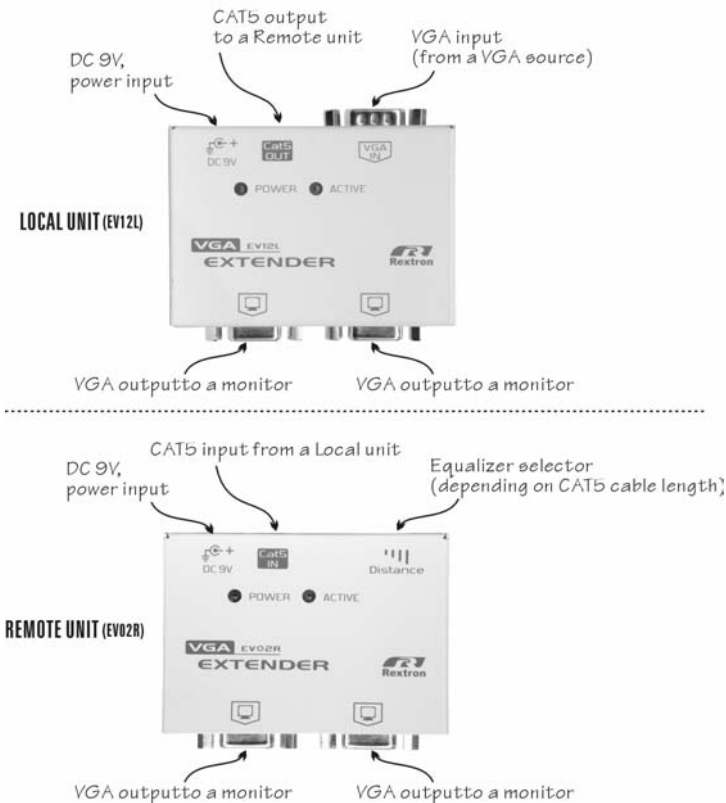 CAT5 output
to a Remote unit
VGA input
(from a VGA source)
DC 9V,
power input
DC 9V
Cat5
OUT
VGA
IN
POWER ACTIVE
LOCAL UNIT (EV12L)
VGA EV12L
EXTENDER
Rextron
VGA outputto a monitor
VGA outputto a monitor
CAT5 input from a Local unit
DC 9V,
power input
Equalizer selector
(depending on CAT5 cable length)
DC 9V
Cat5
IN
Distance
POWER ACTIVE
REMOTE UNIT (EV02R)
VGA EV02R
EXTENDER
Rextron
VGA outputto a monitor
VGA outputto a monitor